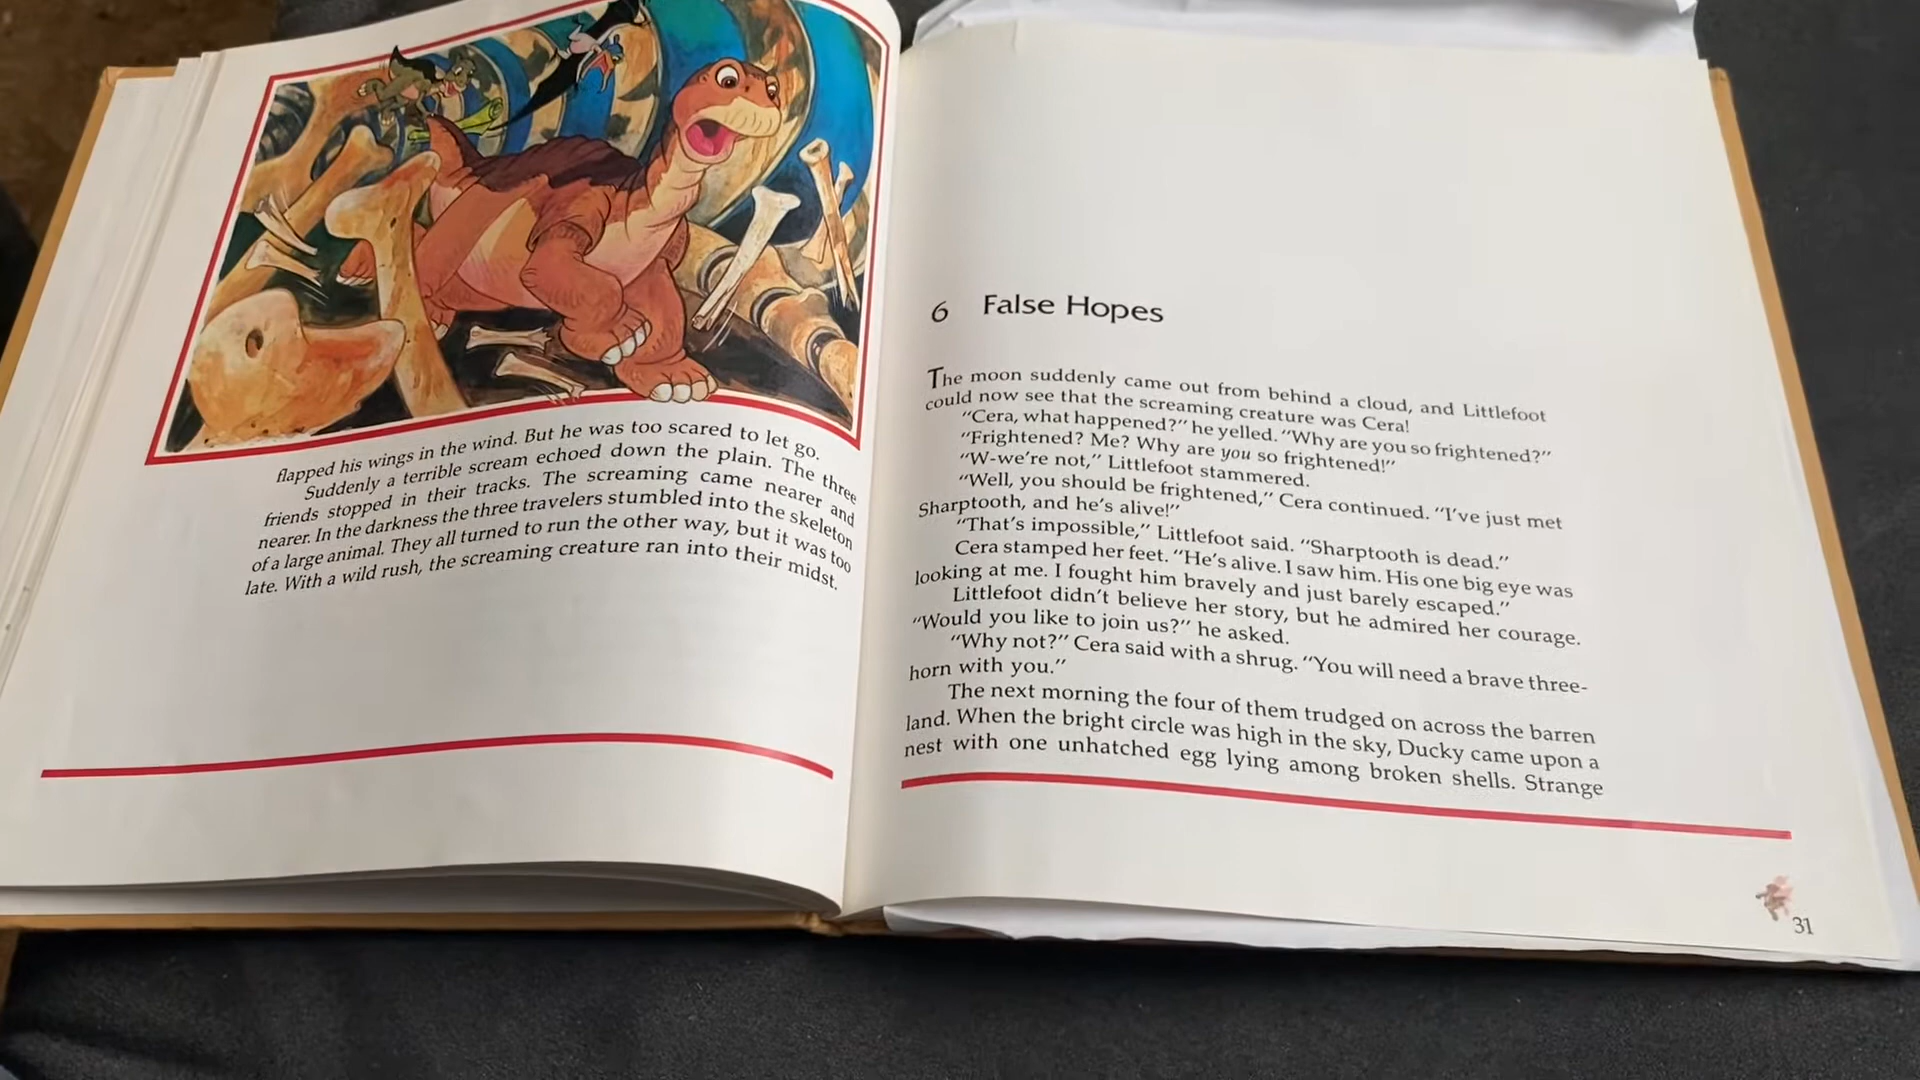 flapped his wings in the wind. But he was too scared to let go.
Suddenly a terrible scream echoed down the plain. The three
friends stopped in their tracks. The screaming came nearer and
nearer. In the darkness the three travelers stumbled into the skeleton
of a large animal. They all turned to run the other way, but it was too
late. With a wild rush, the screaming creature ran into their midst.
6 False Hopes
The moon suddenly came out from behind a cloud, and Littlefoot
could now see that the screaming creature was Cera!
“Cera, what happened?” he yelled. “Why are you so frightened?”
“Frightened? Me? Why are you so frightened!”
“W-we’re not,” Littlefoot stammered.
“Well, you should be frightened,” Cera continued. “I’ve just met
Sharptooth, and he’s alive!”
“That’s impossible,” Littlefoot said. “Sharptooth is dead.”
Cera stamped her feet. “He’s alive. I saw him. His one big eye was
looking at me. I fought him bravely and just barely escaped.”
Littlefoot didn’t believe her story, but he admired her courage.
“Would you like to join us?” he asked.
“Why not?” Cera said with a shrug. “You will need a brave three-
horn with you.”
The next morning the four of them trudged on across the barren
land. When the bright circle was high in the sky, Ducky came upon a
nest with one unhatched egg lying among broken shells. Strange
31